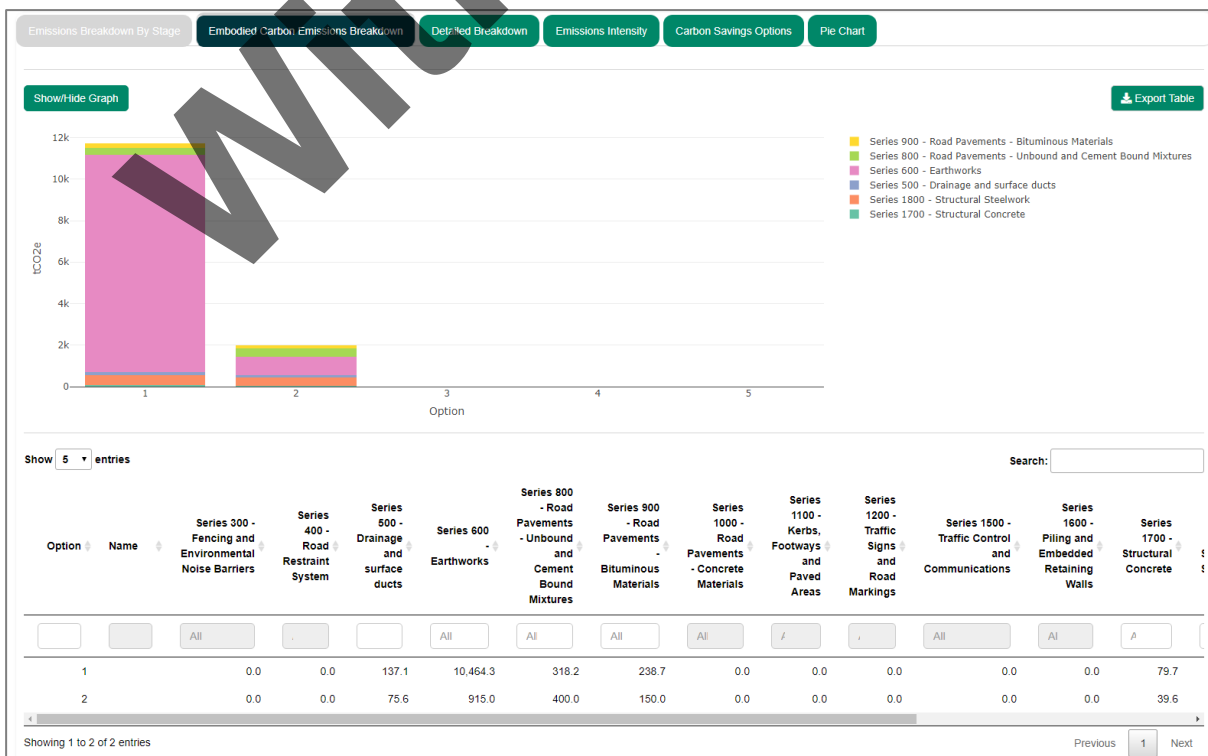 Emissions Breakdown By Stage
Embodied Carbon Emissions Breakdown
Detailed Breakdown
Emissions Intensity
Carbon Savings Options
Pie Chart
Show/Hide Graph
Export Table
12k
10k
8k
6k
4k
2k
0
tCO2e
1
2
3
4
5
Option
Series 900 - Road Pavements - Bituminous Materials
Series 800 - Road Pavements - Unbound and Cement Bound Mixtures
Series 600 - Earthworks
Series 500 - Drainage and surface ducts
Series 1800 - Structural Steelwork
Series 1700 - Structural Concrete
Show 5 entries
Search:
Option
Name
Series 300 -
Fencing and
Environmental
Noise Barriers
Series
400 -
Road
Restraint
System
Series
500 -
Drainage
and
surface
ducts
Series 600
-
Earthworks
Series 800
- Road
Pavements
- Unbound
and
Cement
Bound
Mixtures
Series 900
- Road
Pavements
-
Bituminous
Materials
Series
1000 -
Road
Pavements
- Concrete
Materials
Series
1100 -
Kerbs,
Footways
and
Paved
Areas
Series
1200 -
Traffic
Signs
and
Road
Markings
Series 1500 -
Traffic Control
and
Communications
Series
1600 -
Piling and
Embedded
Retaining
Walls
Series
1700 -
Structural
Concrete
All All All All All All
1 0.0 0.0 137.1 10,464.3 318.2 238.7 0.0 0.0 0.0 0.0 0.0 79.7
2 0.0 0.0 75.6 915.0 400.0 150.0 0.0 0.0 0.0 0.0 0.0 39.6
Showing 1 to 2 of 2 entries
Previous 1 Next